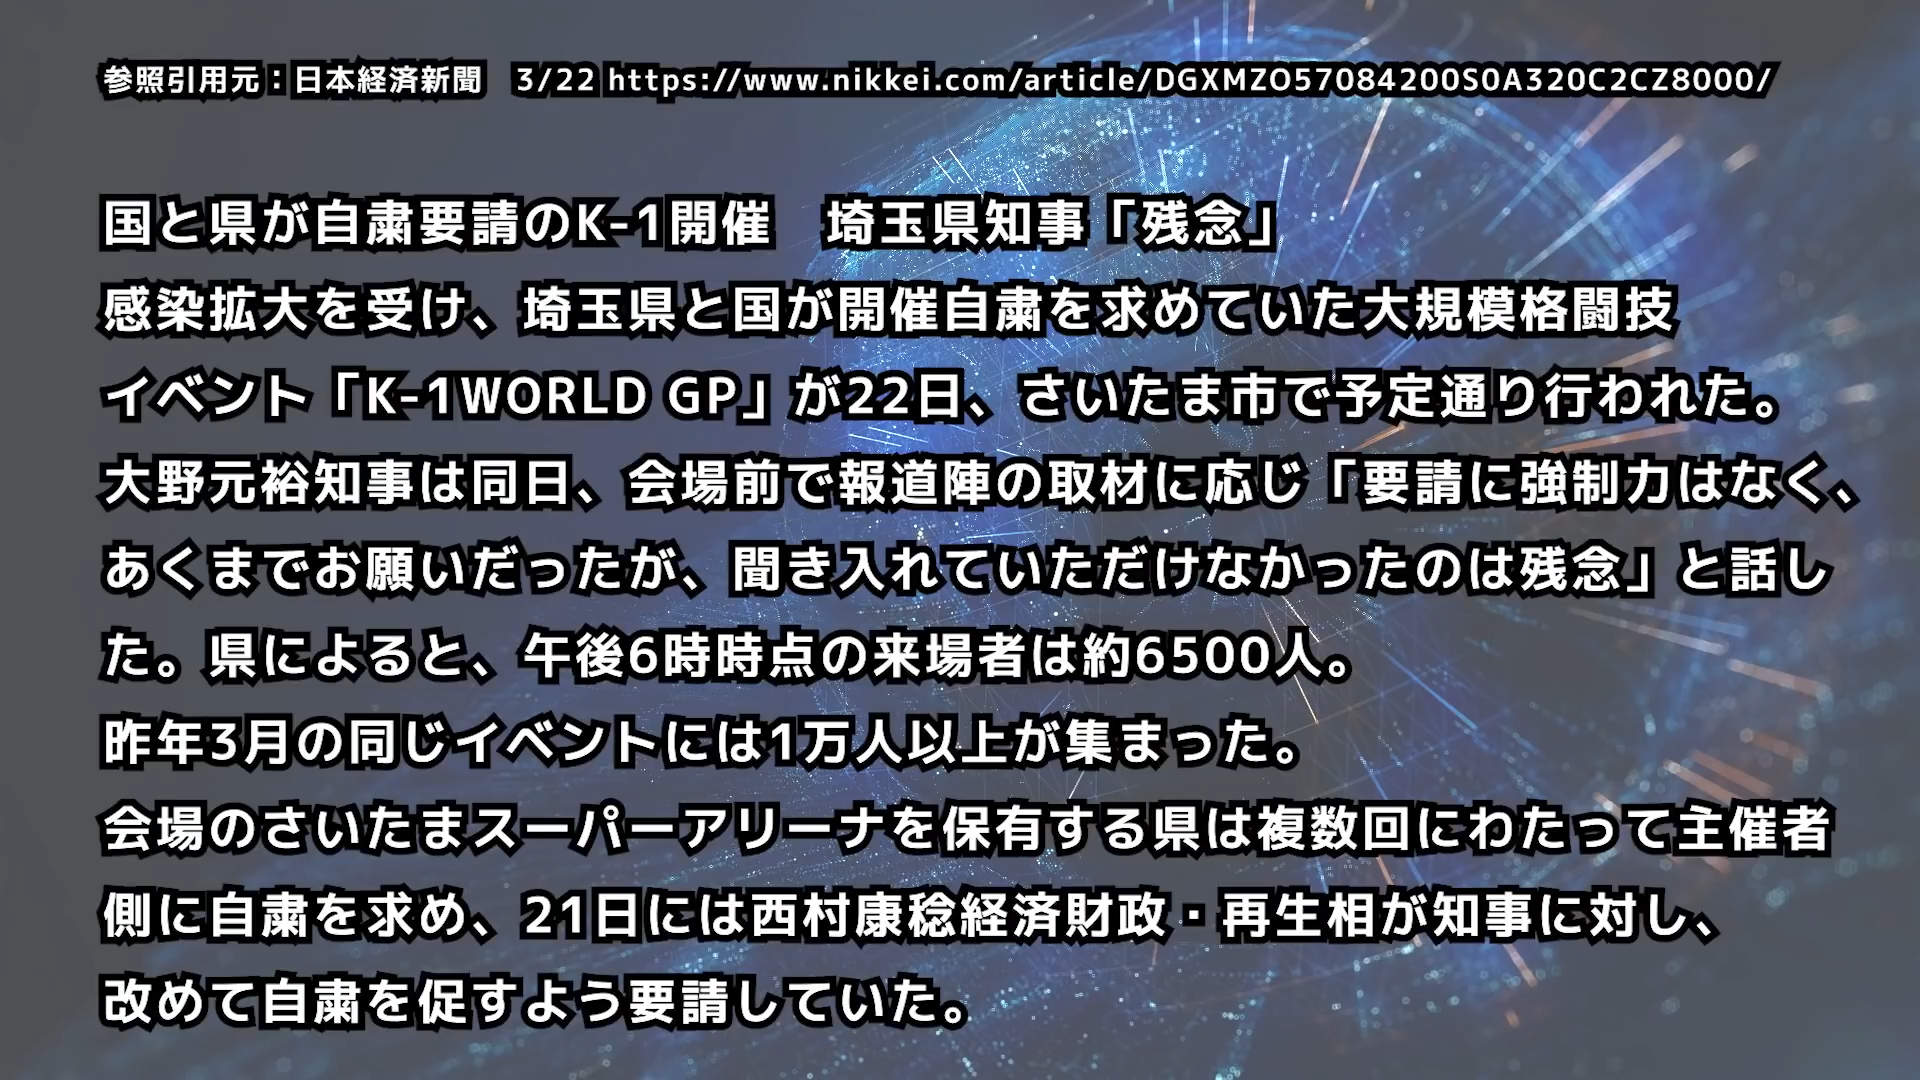 参照引用元：日本経済新聞　3/22 https://www.nikkei.com/article/DGXMZO57084200S0A320C2CZ8000/
国と県が自粛要請のK-1開催　埼玉県知事「残念」
感染拡大を受け、埼玉県と国が開催自粛を求めていた大規模格闘技
イベント「K-1WORLD GP」が22日、さいたま市で予定通り行われた。
大野元裕知事は同日、会場前で報道陣の取材に応じ「要請に強制力はなく、
あくまでお願いだったが、聞き入れていただけなかったのは残念」と話し
た。県によると、午後6時時点の来場者は約6500人。
昨年3月の同じイベントには1万人以上が集まった。
会場のさいたまスーパーアリーナを保有する県は複数回にわたって主催者
側に自粛を求め、21日には西村康稔経済財政・再生相が知事に対し、
改めて自粛を促すよう要請していた。